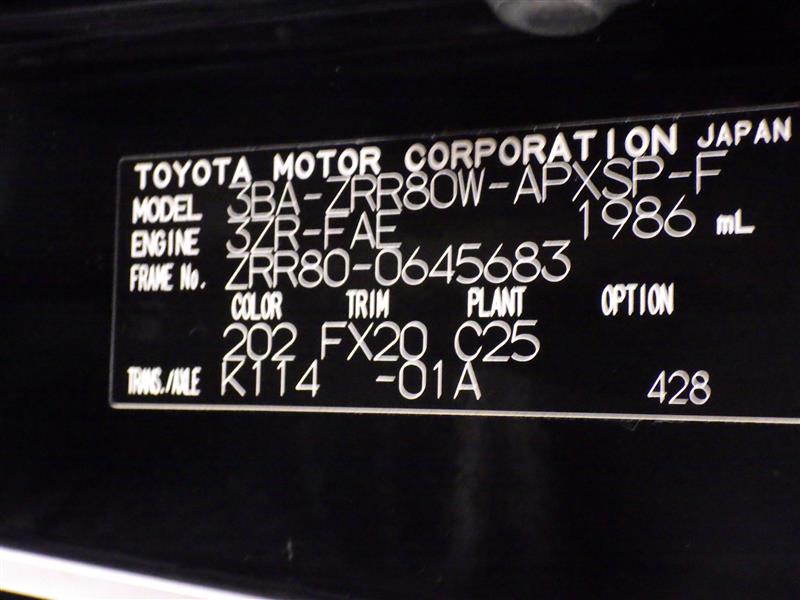 TOYOTA MOTOR CORPORATION JAPAN
MODEL 3BA-ZRR80W-APXSP-F
ENGINE 3ZR-FAE 1986 mL
FRAME No. ZRR80-0645683
COLOR TRIM PLANT OPTION
202 FX20 C25
TRANS./AXLE K114 -01A 428